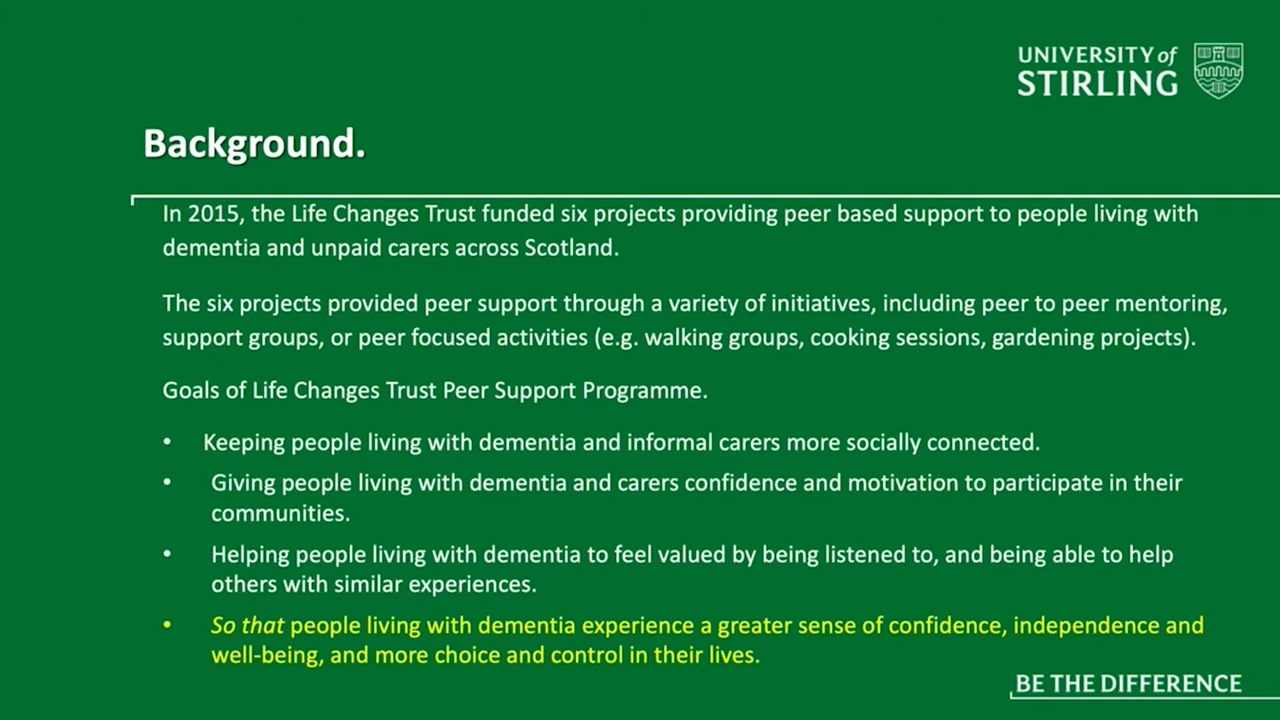 UNIVERSITY of
STIRLING
Background.
In 2015, the Life Changes Trust funded six projects providing peer based support to people living with
dementia and unpaid carers across Scotland.
The six projects provided peer support through a variety of initiatives, including peer to peer mentoring,
support groups, or peer focused activities (e.g. walking groups, cooking sessions, gardening projects).
Goals of Life Changes Trust Peer Support Programme.
• Keeping people living with dementia and informal carers more socially connected.
• Giving people living with dementia and carers confidence and motivation to participate in their
communities.
• Helping people living with dementia to feel valued by being listened to, and being able to help
others with similar experiences.
• So that people living with dementia experience a greater sense of confidence, independence and
well-being, and more choice and control in their lives.
BE THE DIFFERENCE